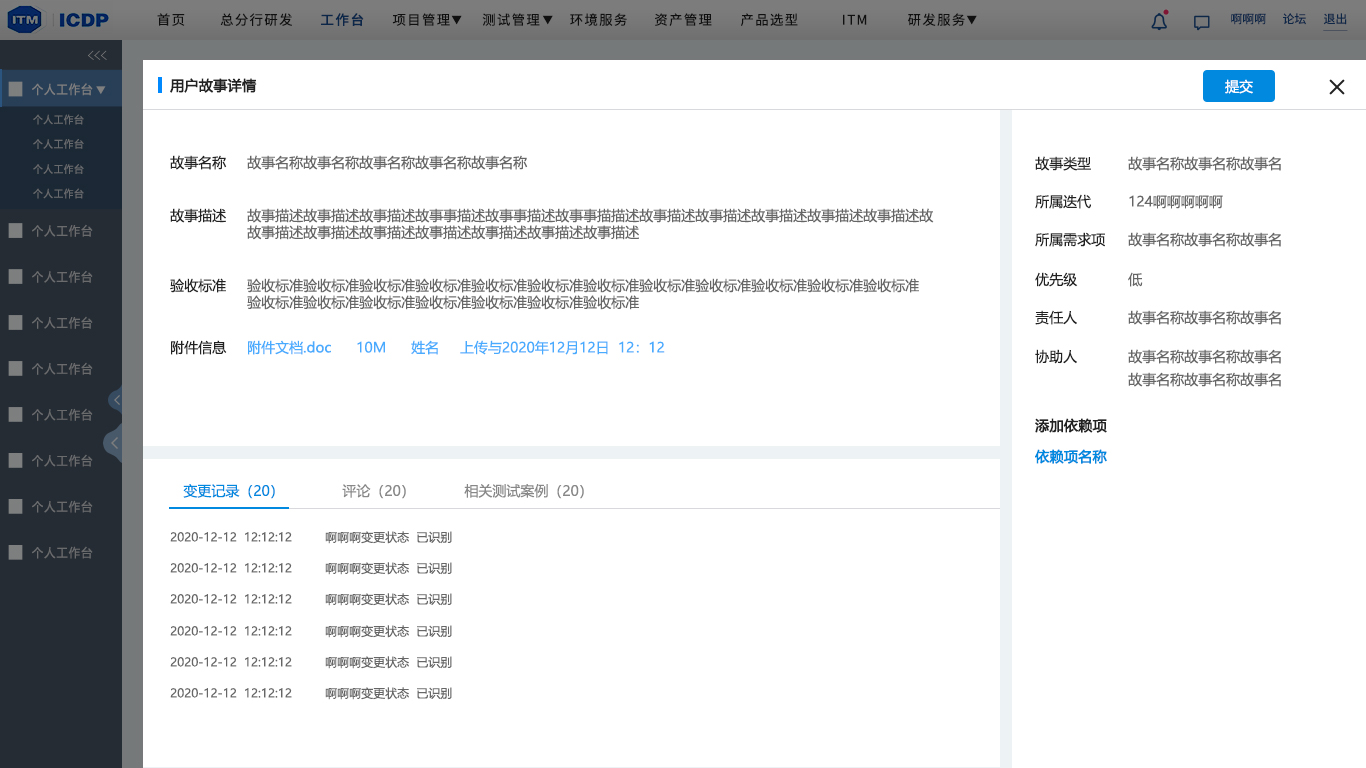 ITM ICDP 首页 总分行研发 工作台 项目管理▼ 测试管理▼ 环境服务 资产管理 产品选型 ITM 研发服务▼ 啊啊啊 论坛 退出
个人工作台▼
个人工作台
个人工作台
个人工作台
个人工作台
个人工作台
个人工作台
个人工作台
个人工作台
个人工作台
个人工作台
个人工作台
个人工作台
用户故事详情 提交
故事名称 故事名称故事名称故事名称故事名称故事名称
故事描述 故事描述故事描述故事描述故事事描述故事事描述故事事描描述故事描述故事描述故事描述故事描述故事描述故
故事描述故事描述故事描述故事描述故事描述故事描述故事描述
验收标准 验收标准验收标准验收标准验收标准验收标准验收标准验收标准验收标准验收标准验收标准验收标准验收标准
验收标准验收标准验收标准验收标准验收标准验收标准验收标准
附件信息 附件文档.doc 10M 姓名 上传与2020年12月12日 12：12
变更记录（20） 评论（20） 相关测试案例（20）
2020-12-12 12:12:12 啊啊啊变更状态 已识别
2020-12-12 12:12:12 啊啊啊变更状态 已识别
2020-12-12 12:12:12 啊啊啊变更状态 已识别
2020-12-12 12:12:12 啊啊啊变更状态 已识别
2020-12-12 12:12:12 啊啊啊变更状态 已识别
2020-12-12 12:12:12 啊啊啊变更状态 已识别
故事类型 故事名称故事名称故事名
所属迭代 124啊啊啊啊啊
所属需求项 故事名称故事名称故事名
优先级 低
责任人 故事名称故事名称故事名
协助人 故事名称故事名称故事名
故事名称故事名称故事名
添加依赖项
依赖项名称